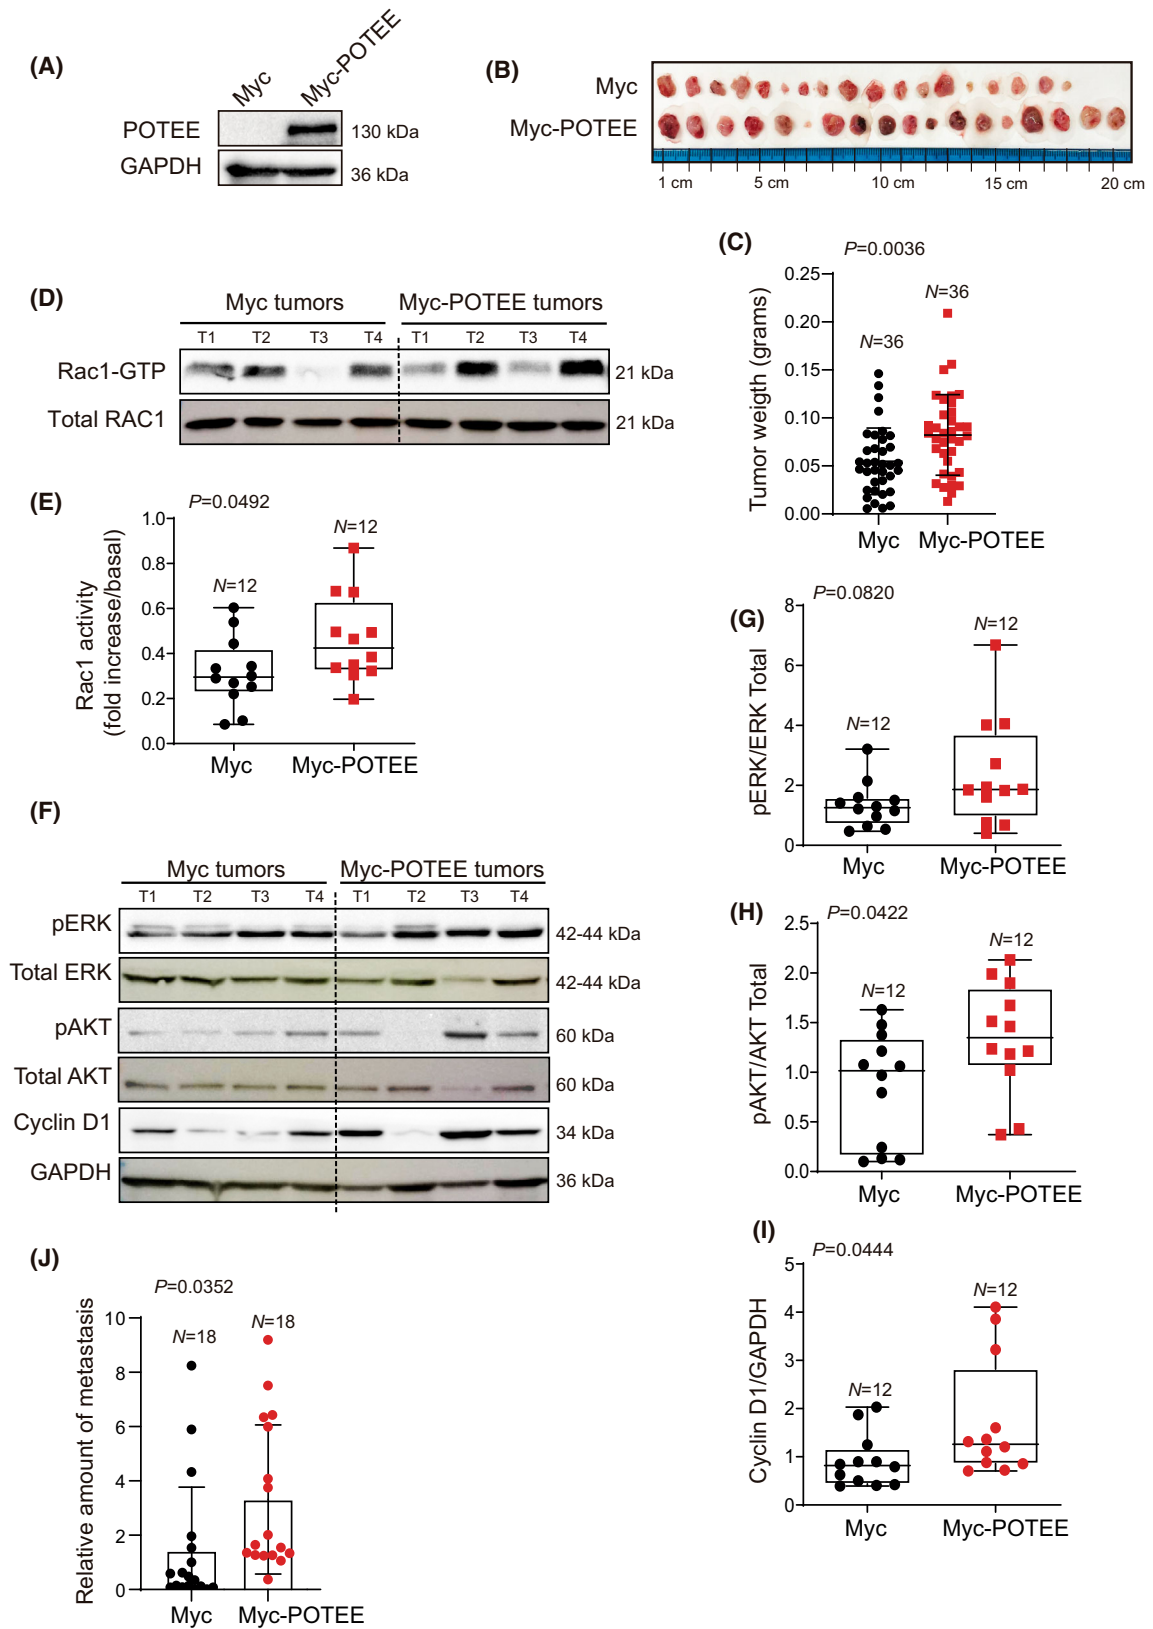 (A)
Myc
Myc-POTEE
POTEE
130 kDa
GAPDH
36 kDa
(B)
Myc
Myc-POTEE
1 cm
5 cm
10 cm
15 cm
20 cm
(C)
P=0.0036
N=36
N=36
Tumor weigth (grams)
0.25
0.20
0.15
0.10
0.05
0.00
Myc
Myc-POTEE
(D)
Myc tumors
Myc-POTEE tumors
T1 T2 T3 T4 T1 T2 T3 T4
Rac1-GTP
21 kDa
Total RAC1
21 kDa
(E)
P=0.0492
N=12
N=12
Rac1 activity
(fold increase/basal)
1.0
0.8
0.6
0.4
0.2
0.0
Myc
Myc-POTEE
(F)
Myc tumors
Myc-POTEE tumors
T1 T2 T3 T4 T1 T2 T3 T4
pERK
42-44 kDa
Total ERK
42-44 kDa
pAKT
60 kDa
Total AKT
60 kDa
Cyclin D1
34 kDa
GAPDH
36 kDa
(G)
P=0.0820
N=12
N=12
pERK/ERK Total
8
6
4
2
0
Myc
Myc-POTEE
(H)
P=0.0422
N=12
N=12
pAKT/AKT Total
2.5
2.0
1.5
1.0
0.5
0.0
Myc
Myc-POTEE
(I)
P=0.0444
N=12
N=12
Cyclin D1/GAPDH
5
4
3
2
1
0
Myc
Myc-POTEE
(J)
P=0.0352
N=18
N=18
Relative amount of metastasis
10
8
6
4
2
0
Myc
Myc-POTEE